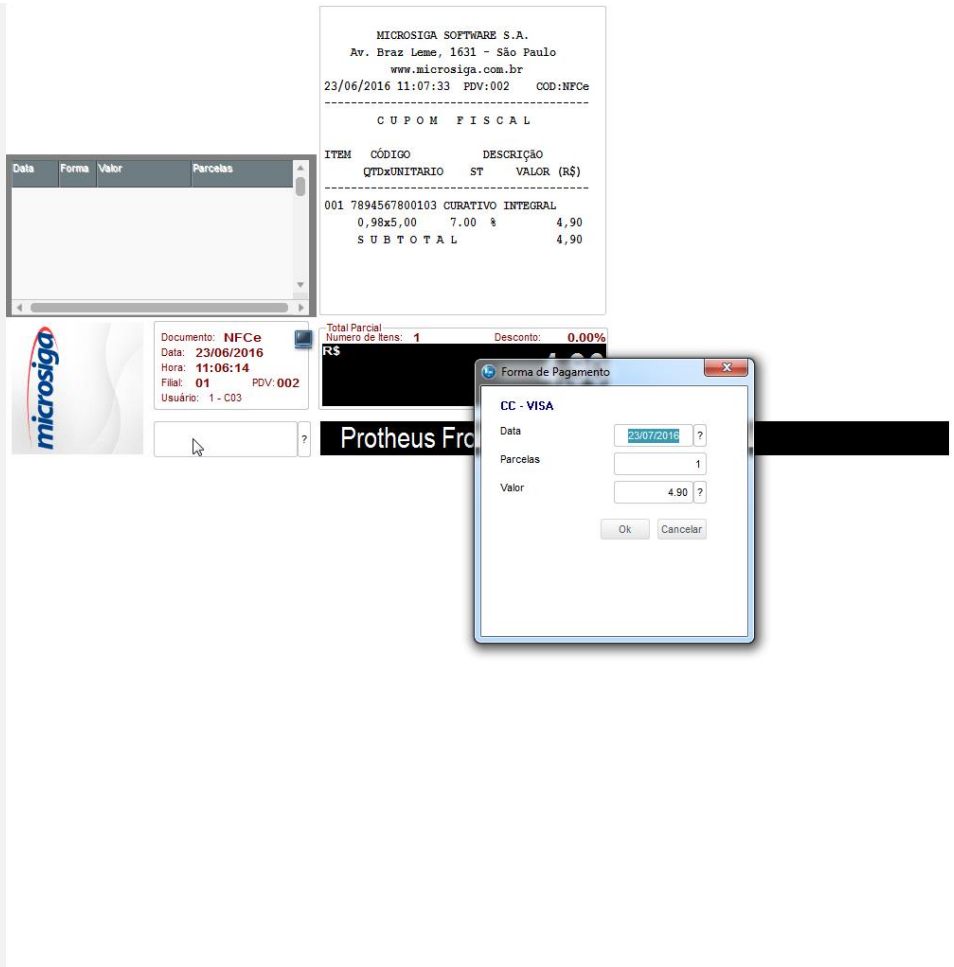 MICROSIGA SOFTWARE S.A.
Av. Braz Leme, 1631 - São Paulo
www.microsiga.com.br
23/06/2016 11:07:33 PDV:002 COD:NFCe
----------------------------------------
C U P O M F I S C A L
ITEM CÓDIGO DESCRIÇãO
QTDxUNITARIO ST VALOR (R$)
----------------------------------------
001 7894567800103 CURATIVO INTEGRAL
0,98x5,00 7.00 % 4,90
S U B T O T A L 4,90
Data Forma Valor Parcelas
microsiga
Documento: NFCe
Data: 23/06/2016
Hora: 11:06:14
Filial: 01 PDV: 002
Usuário: 1 - C03
?
Total Parcial
Numero de Itens: 1 Desconto: 0.00%
R$
Protheus Fro
Forma de Pagamento
CC - VISA
Data 23/07/2016 ?
Parcelas 1
Valor 4.90 ?
Ok Cancelar